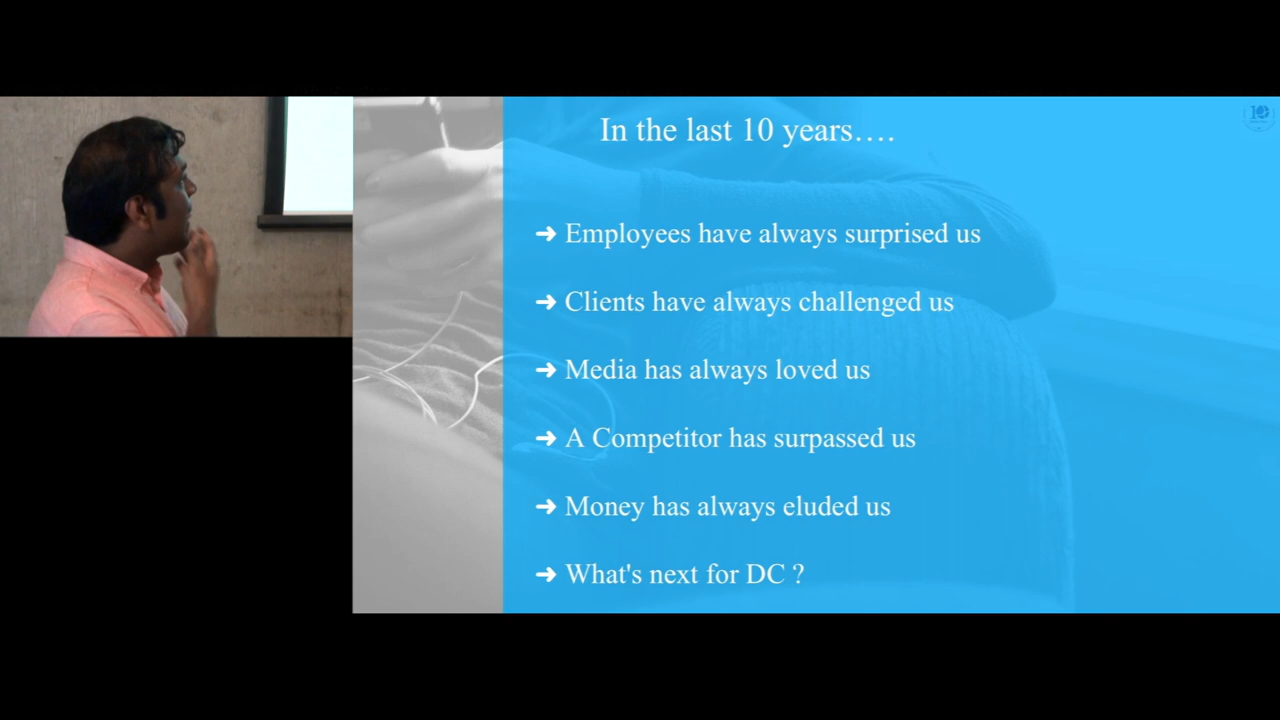 In the last 10 years….
➜ Employees have always surprised us
➜ Clients have always challenged us
➜ Media has always loved us
➜ A Competitor has surpassed us
➜ Money has always eluded us
➜ What's next for DC ?
10